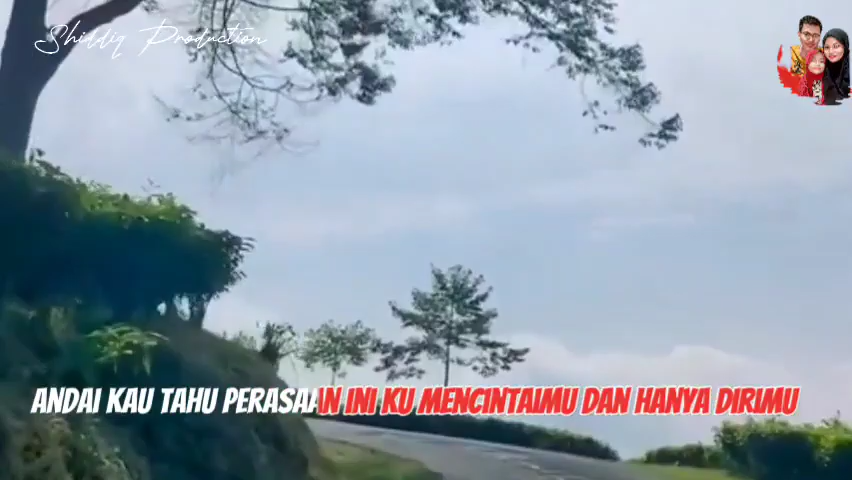 Shiddiq Production
ANDAI KAU TAHU PERASAAN INI KU MENCINTAIMU DAN HANYA DIRIMU